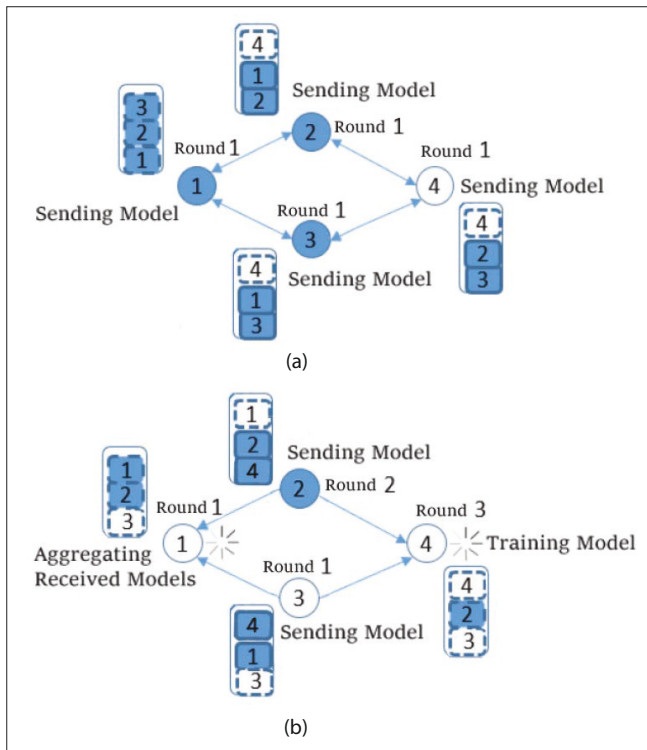 4
1
2
Sending Model
3
2
1
Round 1
2
Round 1
Round 1
1
4
Sending Model
Sending Model
Round 1
3
4
2
3
4
1
3
Sending Model
(a)
1
2
4
Sending Model
1
2
3
Round 1
2
Round 2
Round 3
1
4
Training Model
Aggregating
Received Models
Round 1
3
4
2
3
4
1
3
Sending Model
(b)